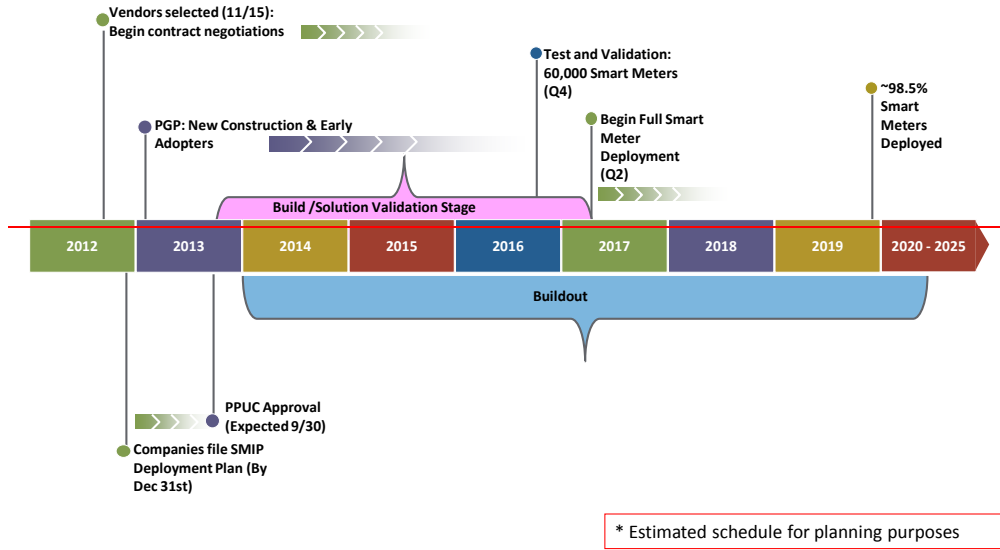 Vendors selected (11/15):
Begin contract negotiations
Test and Validation:
60,000 Smart Meters
(Q4)
~98.5%
Smart
Meters
Deployed
PGP: New Construction & Early
Adopters
Begin Full Smart
Meter
Deployment
(Q2)
Build /Solution Validation Stage
2012
2013
2014
2015
2016
2017
2018
2019
2020 - 2025
Buildout
PPUC Approval
(Expected 9/30)
Companies file SMIP
Deployment Plan (By
Dec 31st)
* Estimated schedule for planning purposes